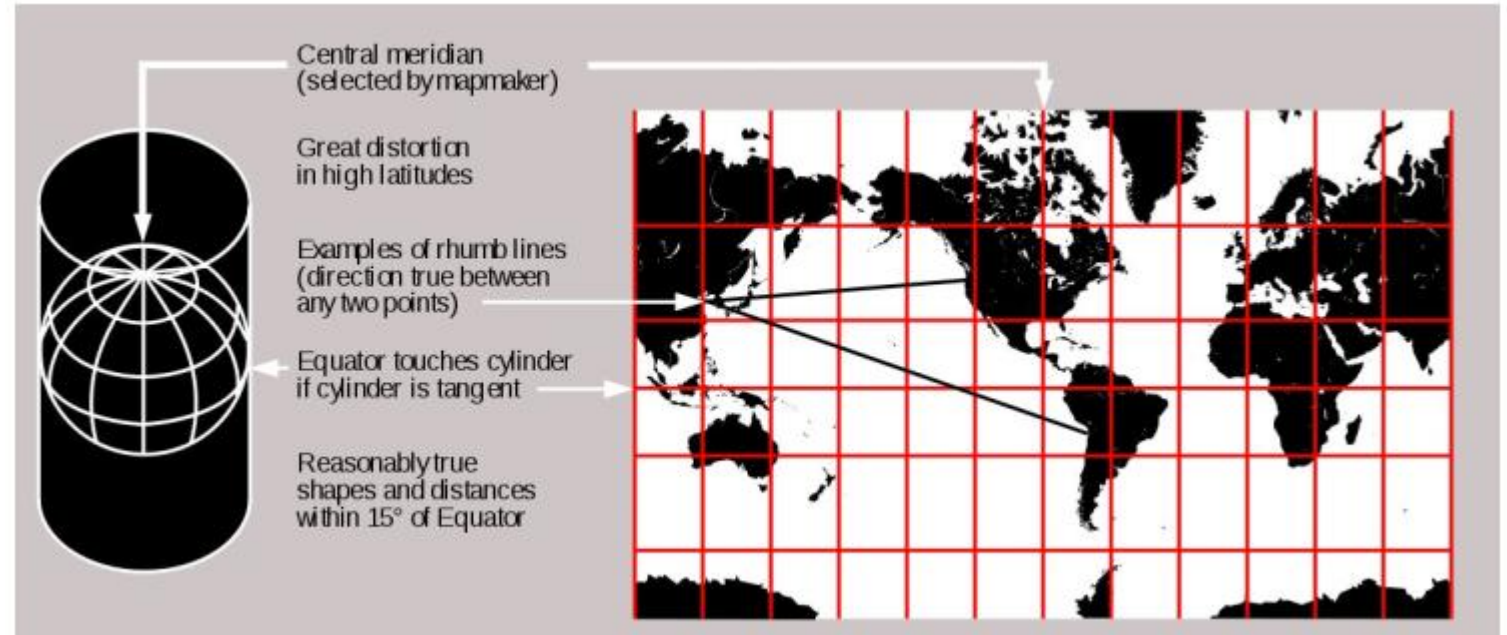 Central meridian
(selected by mapmaker)
Great distortion
in high latitudes
Examples of rhumb lines
(direction true between
any two points)
Equator touches cylinder
if cylinder is tangent
Reasonably true
shapes and distances
within 15° of Equator